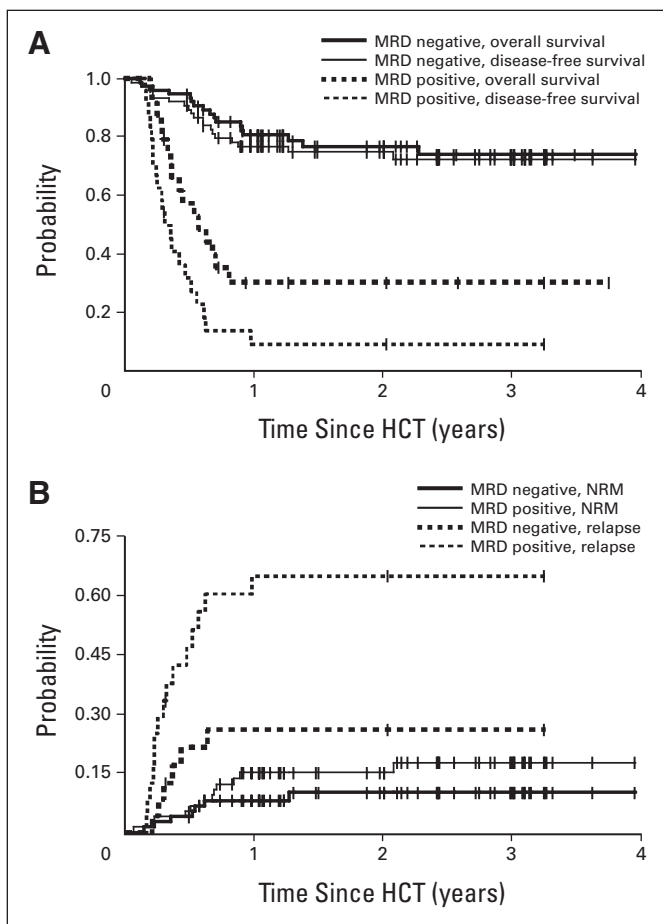 A
MRD negative, overall survival
MRD negative, disease-free survival
MRD positive, overall survival
MRD positive, disease-free survival
1.0
0.8
0.6
0.4
0.2
0
1
2
3
4
Probability
Time Since HCT (years)
B
MRD negative, NRM
MRD positive, NRM
MRD negative, relapse
MRD positive, relapse
0.75
0.60
0.45
0.30
0.15
0
1
2
3
4
Probability
Time Since HCT (years)